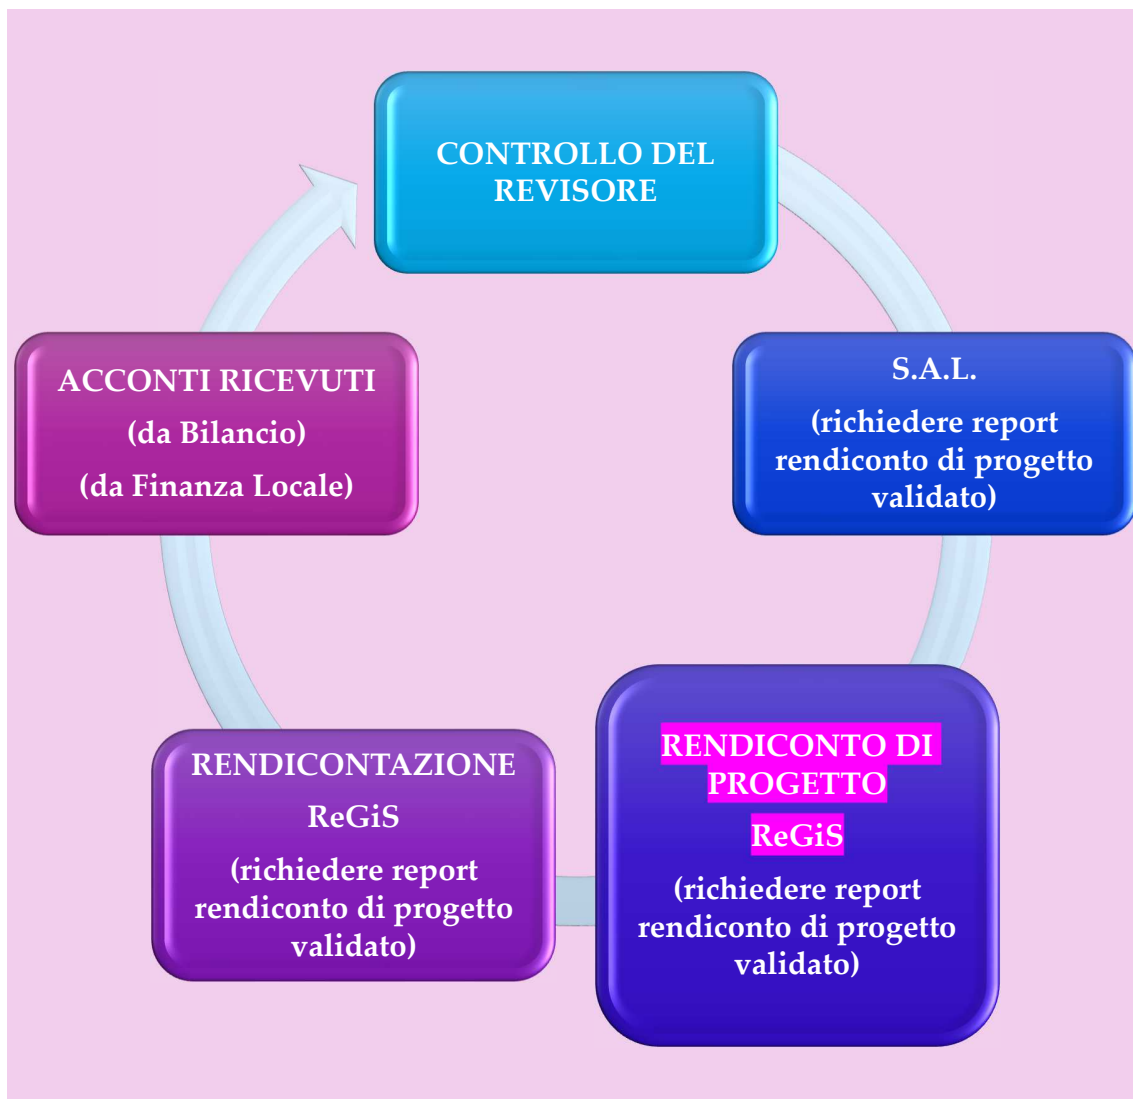 CONTROLLO DEL
REVISORE
S.A.L.
(richiedere report
rendiconto di progetto
validato)
RENDICONTO DI
PROGETTO
ReGiS
(richiedere report
rendiconto di progetto
validato)
RENDICONTAZIONE
ReGiS
(richiedere report
rendiconto di progetto
validato)
ACCONTI RICEVUTI
(da Bilancio)
(da Finanza Locale)